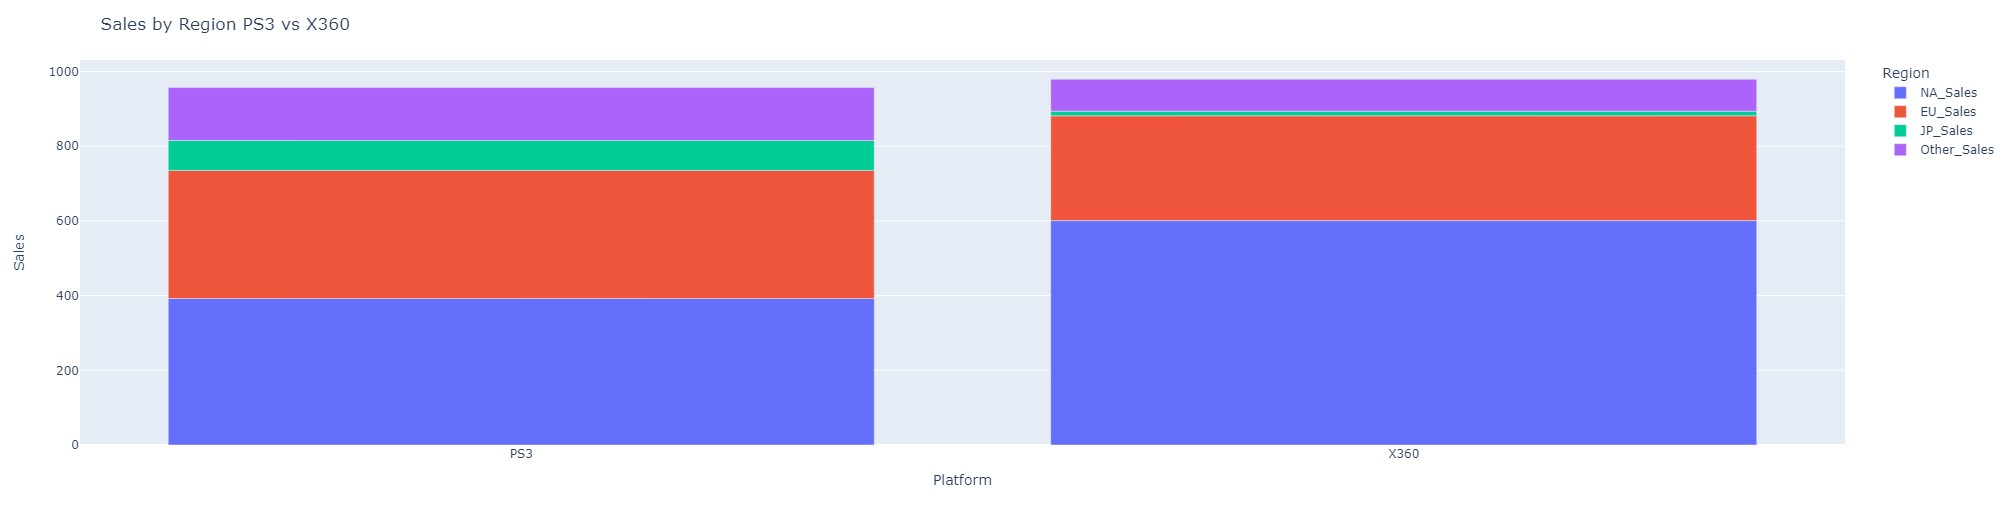 Sales by Region PS3 vs X360
1000
800
600
400
200
0
Sales
PS3
X360
Platform
Region
NA_Sales
EU_Sales
JP_Sales
Other_Sales